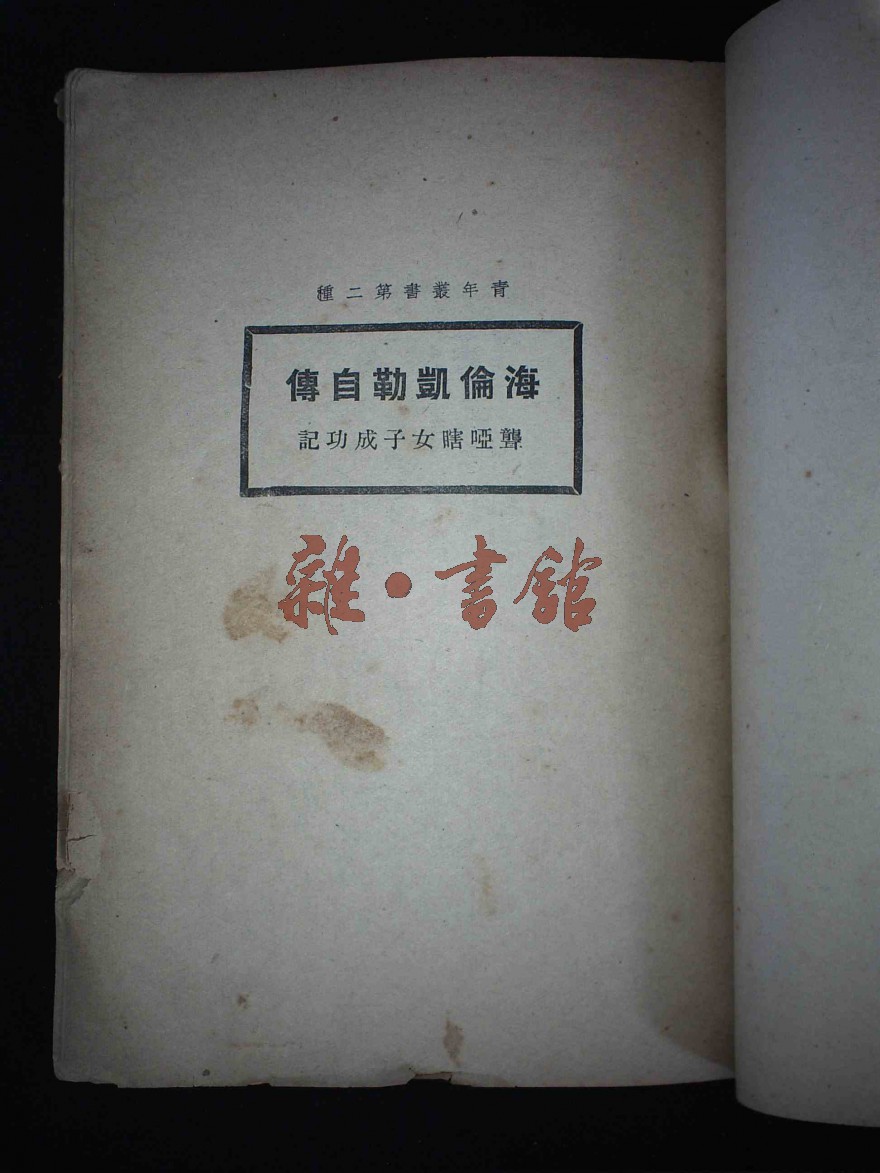 青年叢書第二種
海倫凱勒自傳
聾啞瞎女子成功記
雜·書館